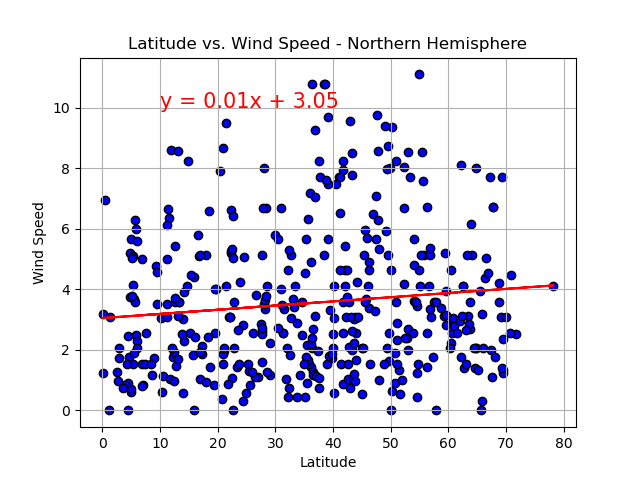 Latitude vs. Wind Speed - Northern Hemisphere
y = 0.01x + 3.05
Wind Speed
10
8
6
4
2
0
0 10 20 30 40 50 60 70 80
Latitude